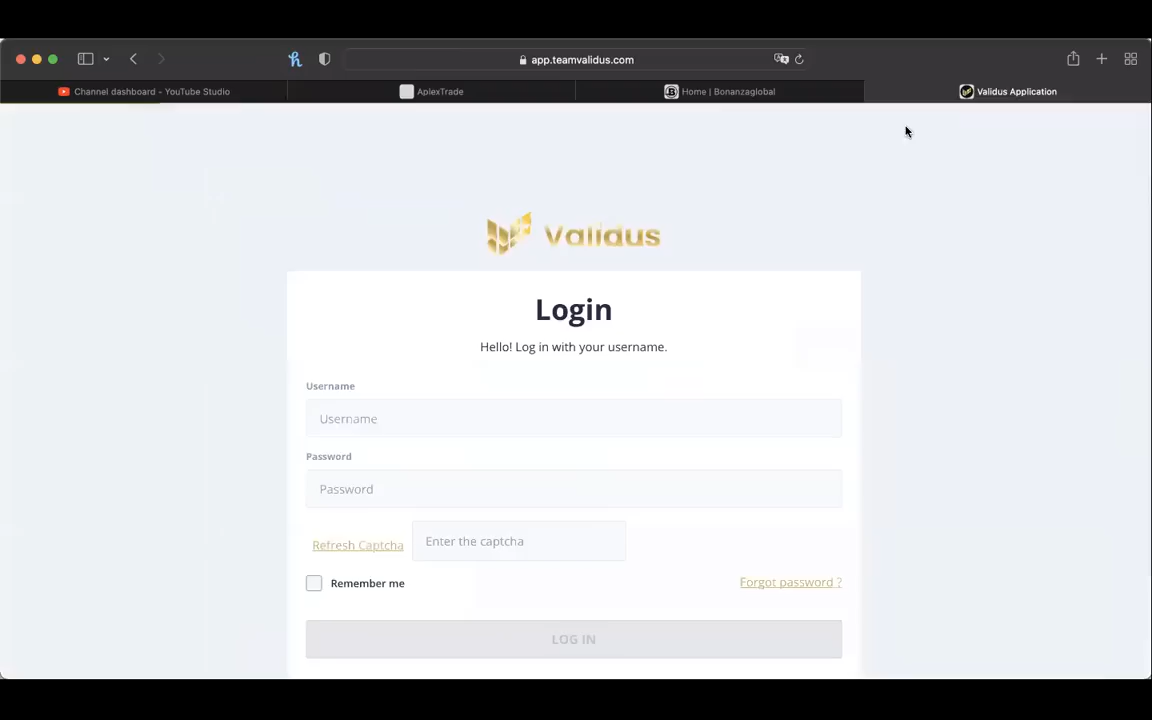 app.teamvalidus.com
Channel dashboard - YouTube Studio
AplexTrade
Home | Bonanzaglobal
Validus Application
Validus
Login
Hello! Log in with your username.
Username
Username
Password
Password
Refresh Captcha
Enter the captcha
Remember me
Forgot password ?
LOG IN